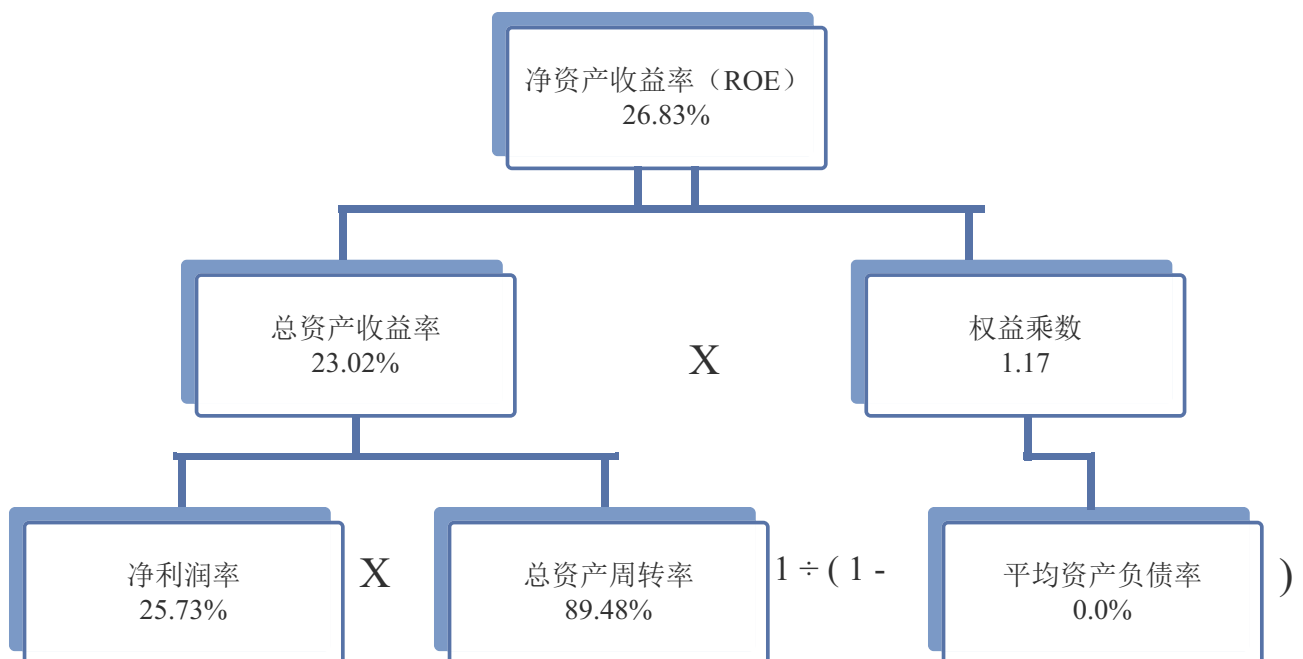 净资产收益率（ROE）
26.83%
总资产收益率
23.02%
X
权益乘数
1.17
净利润率
25.73%
X
总资产周转率
89.48%
1 ÷ ( 1 -
平均资产负债率
0.0%
)